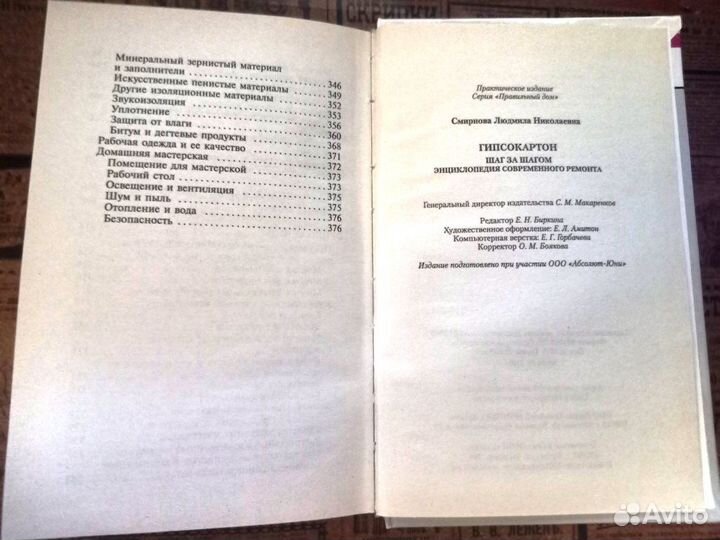 Минеральный зернистый материал
и заполнители 346
Искусственные пенистые материалы 349
Другие изоляционные материалы 352
Звукоизоляция 353
Уплотнение 356
Защита от влаги 360
Битум и дегтевые продукты 368
Рабочая одежда и ее качество 371
Домашняя мастерская 372
Помещение для мастерской 373
Рабочий стол 373
Освещение и вентиляция 375
Шум и пыль 375
Отопление и вода 376
Безопасность 376
Практическое издание
Серия «Правильный дом»
Смирнова Людмила Николаевна
ГИПСОКАРТОН
ШАГ ЗА ШАГОМ
ЭНЦИКЛОПЕДИЯ СОВРЕМЕННОГО РЕМОНТА
Генеральный директор издательства С. М. Макаренков
Редактор Е. Н. Биркина
Художественное оформление: Е. Л. Амитон
Компьютерная верстка: Е. Г. Горбачева
Корректор О. М. Боякова
Издание подготовлено при участии ООО «Абсолют-Юни»
Avito